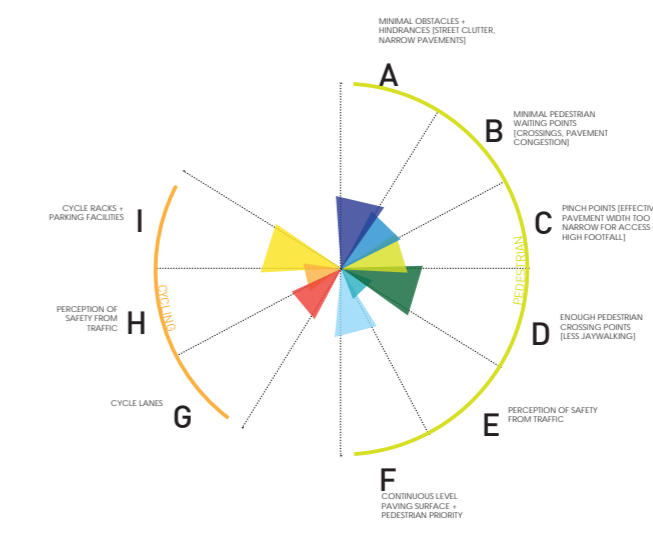 MINIMAL OBSTACLES +
HINDRANCES [STREET CLUTTER,
NARROW PAVEMENTS]
A
B
MINIMAL PEDESTRIAN
WAITING POINTS
[CROSSINGS, PAVEMENT
CONGESTION]
C
PINCH POINTS [EFFECTIV
PAVEMENT WIDTH TOO
NARROW FOR ACCESS
HIGH FOOTFALL]
PEDESTRIAN
D
ENOUGH PEDESTRIAN
CROSSING POINTS
[LESS JAYWALKING]
E
PERCEPTION OF SAFETY
FROM TRAFFIC
F
CONTINUOUS LEVEL
PAVING SURFACE +
PEDESTRIAN PRIORITY
CYCLE LANES
G
PERCEPTION OF
SAFETY FROM
TRAFFIC
H
CYCLING
CYCLE RACKS +
PARKING FACILITIES
I